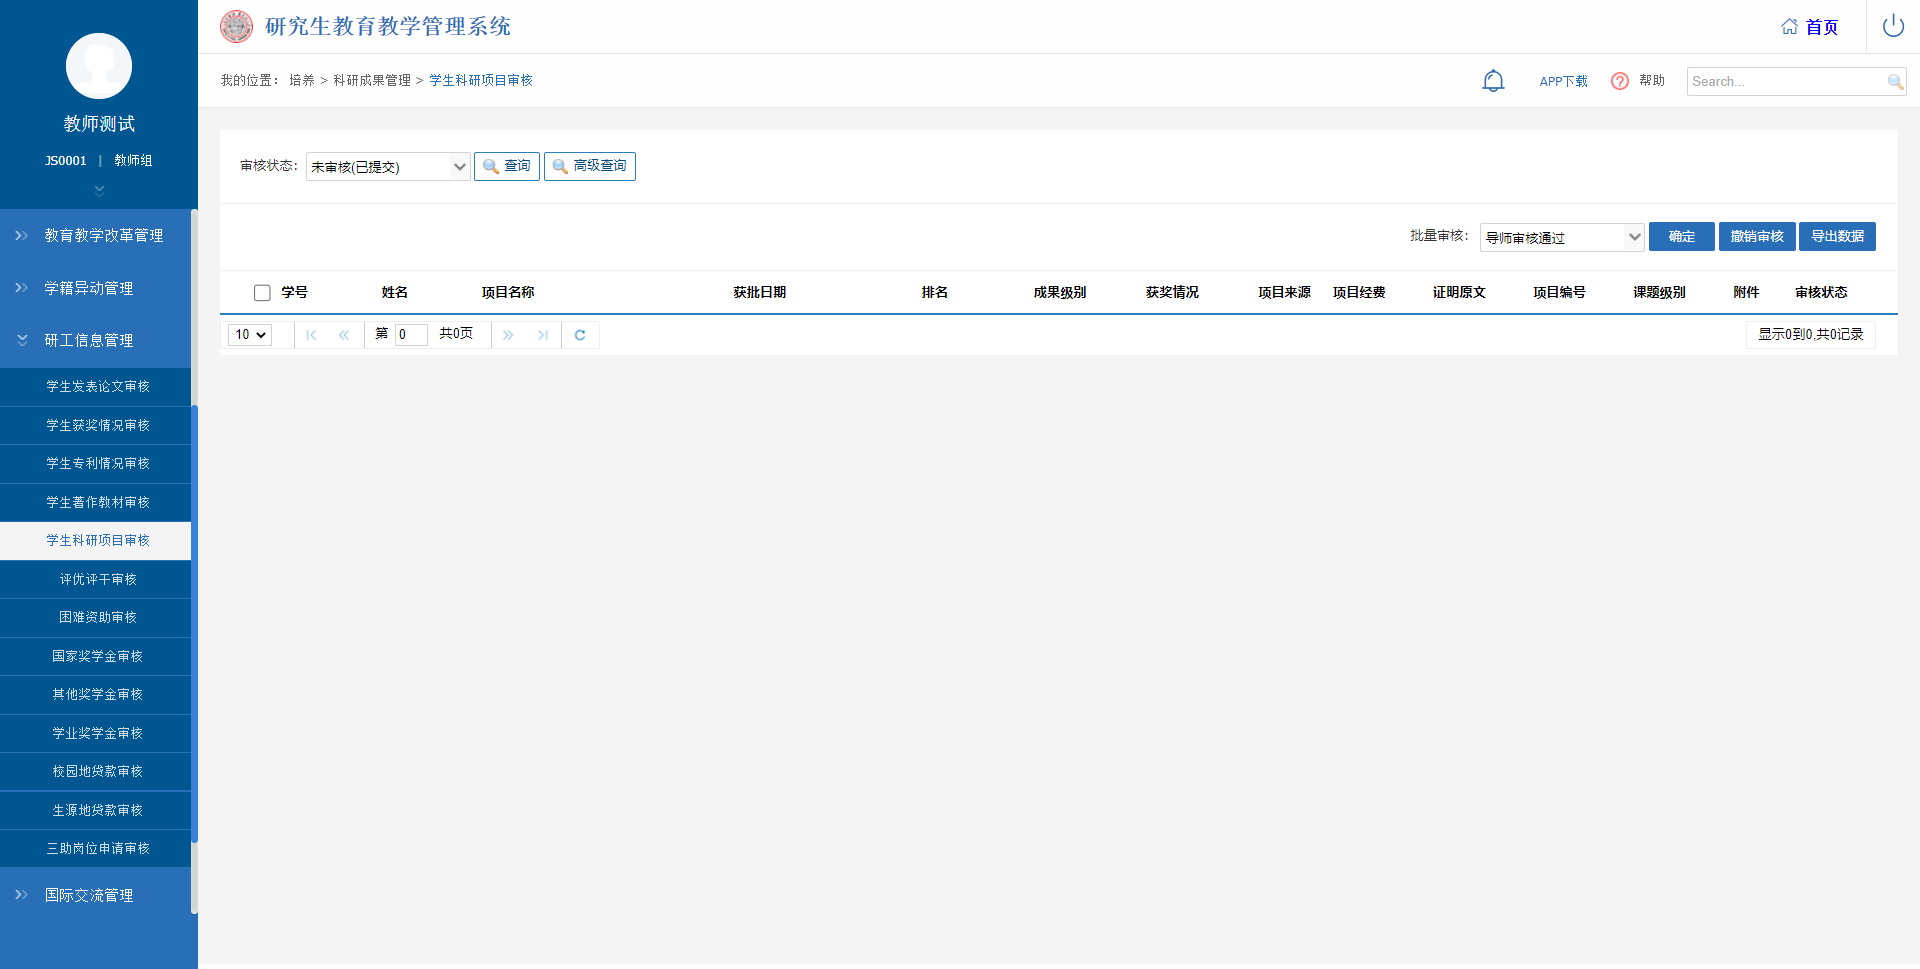 研究生教育教学管理系统
首页
教师测试
JS0001 | 教师组
我的位置： 培养 > 科研成果管理 > 学生科研项目审核
APP下载
帮助
Search...
教育教学改革管理
学籍异动管理
研工信息管理
学生发表论文审核
学生获奖情况审核
学生专利情况审核
学生著作教材审核
学生科研项目审核
评优评干审核
困难资助审核
国家奖学金审核
其他奖学金审核
学业奖学金审核
校园地贷款审核
生源地贷款审核
三助岗位申请审核
国际交流管理
审核状态: 未审核(已提交) 查询 高级查询
批量审核: 导师审核通过 确定 撤销审核 导出数据
学号 姓名 项目名称 获批日期 排名 成果级别 获奖情况 项目来源 项目经费 证明原文 项目编号 课题级别 附件 审核状态
10 第 0 共0页 显示0到0,共0记录